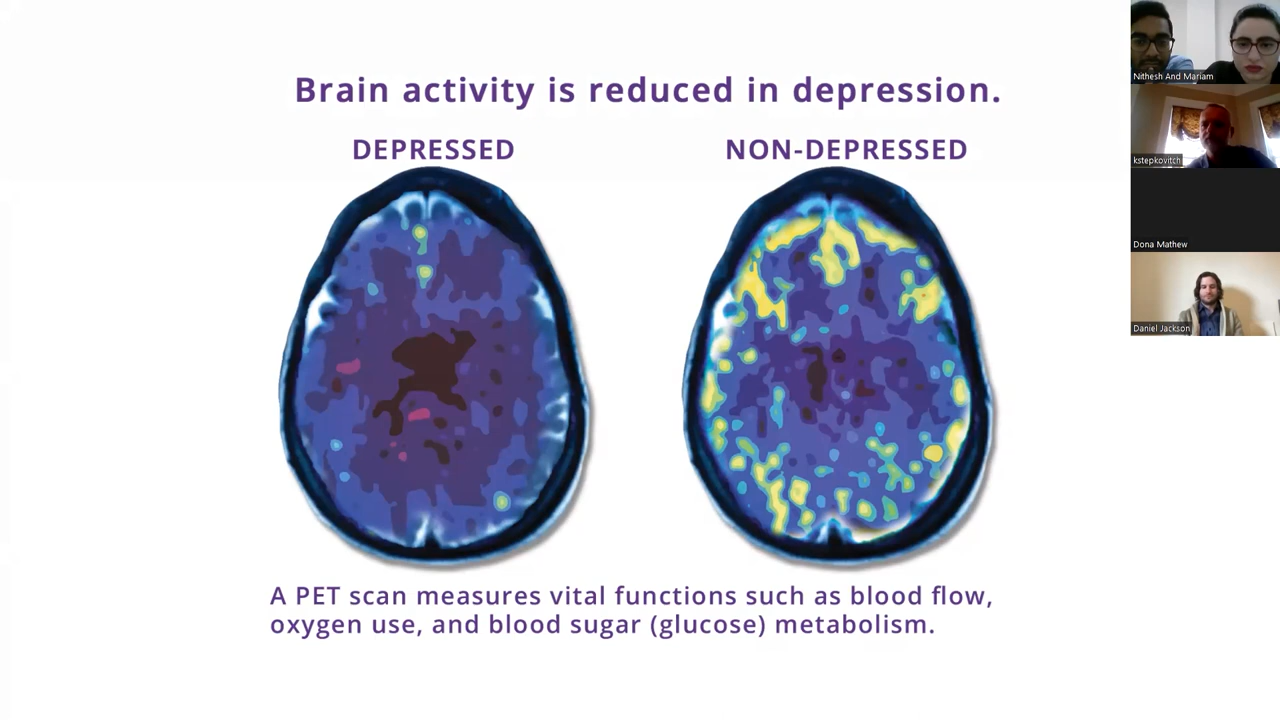 Brain activity is reduced in depression.
DEPRESSED
NON-DEPRESSED
A PET scan measures vital functions such as blood flow,
oxygen use, and blood sugar (glucose) metabolism.
Nithesh And Mariam
kstepkovitch
Dona Mathew
Daniel Jackson